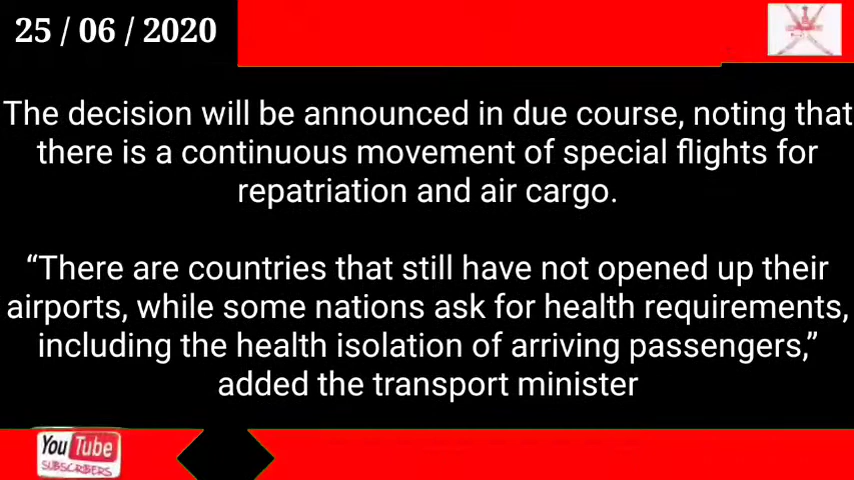 25 / 06 / 2020
The decision will be announced in due course, noting that
there is a continuous movement of special flights for
repatriation and air cargo.
“There are countries that still have not opened up their
airports, while some nations ask for health requirements,
including the health isolation of arriving passengers,”
added the transport minister
You Tube
SUBSCRIBERS